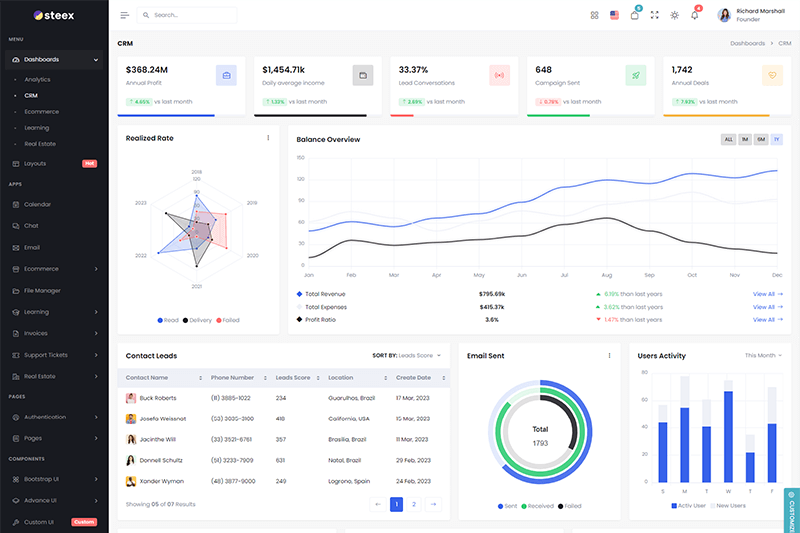 steex
Search...
5
4
Richard Marshall
Founder
MENU
Dashboards
Analytics
CRM
Ecommerce
Learning
Real Estate
Layouts
Hot
APPS
Calendar
Chat
Email
Ecommerce
File Manager
Learning
Invoices
Support Tickets
Real Estate
PAGES
Authentication
Pages
COMPONENTS
Bootstrap UI
Advance UI
Custom UI
Custom
CRM
Dashboards > CRM
$368.24M
Annual Profit
↑ 4.65% vs last month
$1,454.71k
Daily average Income
↑ 1.33% vs last month
33.37%
Lead Conversations
↑ 2.69% vs last month
648
Campaign Sent
↓ 0.78% vs last month
1,742
Annual Deals
↑ 7.93% vs last month
Realized Rate
2018
120
2023
2019
2022
2020
2021
Read
Delivery
Failed
Balance Overview
ALL 1M 6M 1Y
150
120
90
60
30
0
Jan Feb Mar Apr May Jun Jul Aug Sep Oct Nov Dec
Total Revenue $795.69k 6.19% than last years View All →
Total Expenses $415.37k 3.62% than last years View All →
Profit Ratio 3.6% 1.47% than last years View All →
Contact Leads
SORT BY: Leads Score
Contact Name Phone Number Leads Score Location Create Date
Buck Roberts (11) 3885-1022 234 Guarulhos, Brazil 17 Mar, 2023
Josefa Weissnat 418 California, USA 15 Mar, 2023
Jacinthe Will (33) 3521-6761 357 Brasilia, Brazil 11 Mar, 2023
Donnell Schultz (51) 3233-7909 631 Natal, Brazil 29 Feb, 2023
Xander Wyman (48) 3877-9000 249 Logrono, Spain 24 Feb, 2023
Showing 05 of 07 Results
← 1 2 →
Email Sent
Total
1793
Sent
Received
Failed
Users Activity
This Month
80
60
40
20
0
S M T W T F
Activ User
New Users
CUSTOMIZE